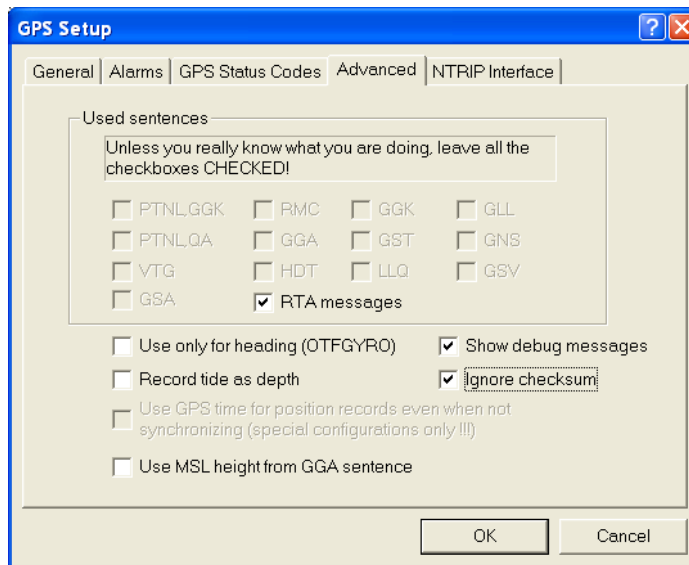 GPS Setup
General Alarms GPS Status Codes Advanced NTRIP Interface
Used sentences
Unless you really know what you are doing, leave all the
checkboxes CHECKED!
PTNL,GGK RMC GGK GLL
PTNL,QA GGA GST GNS
VTG HDT LLQ GSV
GSA RTA messages
Use only for heading (OTFGYRO) Show debug messages
Record tide as depth Ignore checksum
Use GPS time for position records even when not
synchronizing (special configurations only !!!)
Use MSL height from GGA sentence
OK Cancel